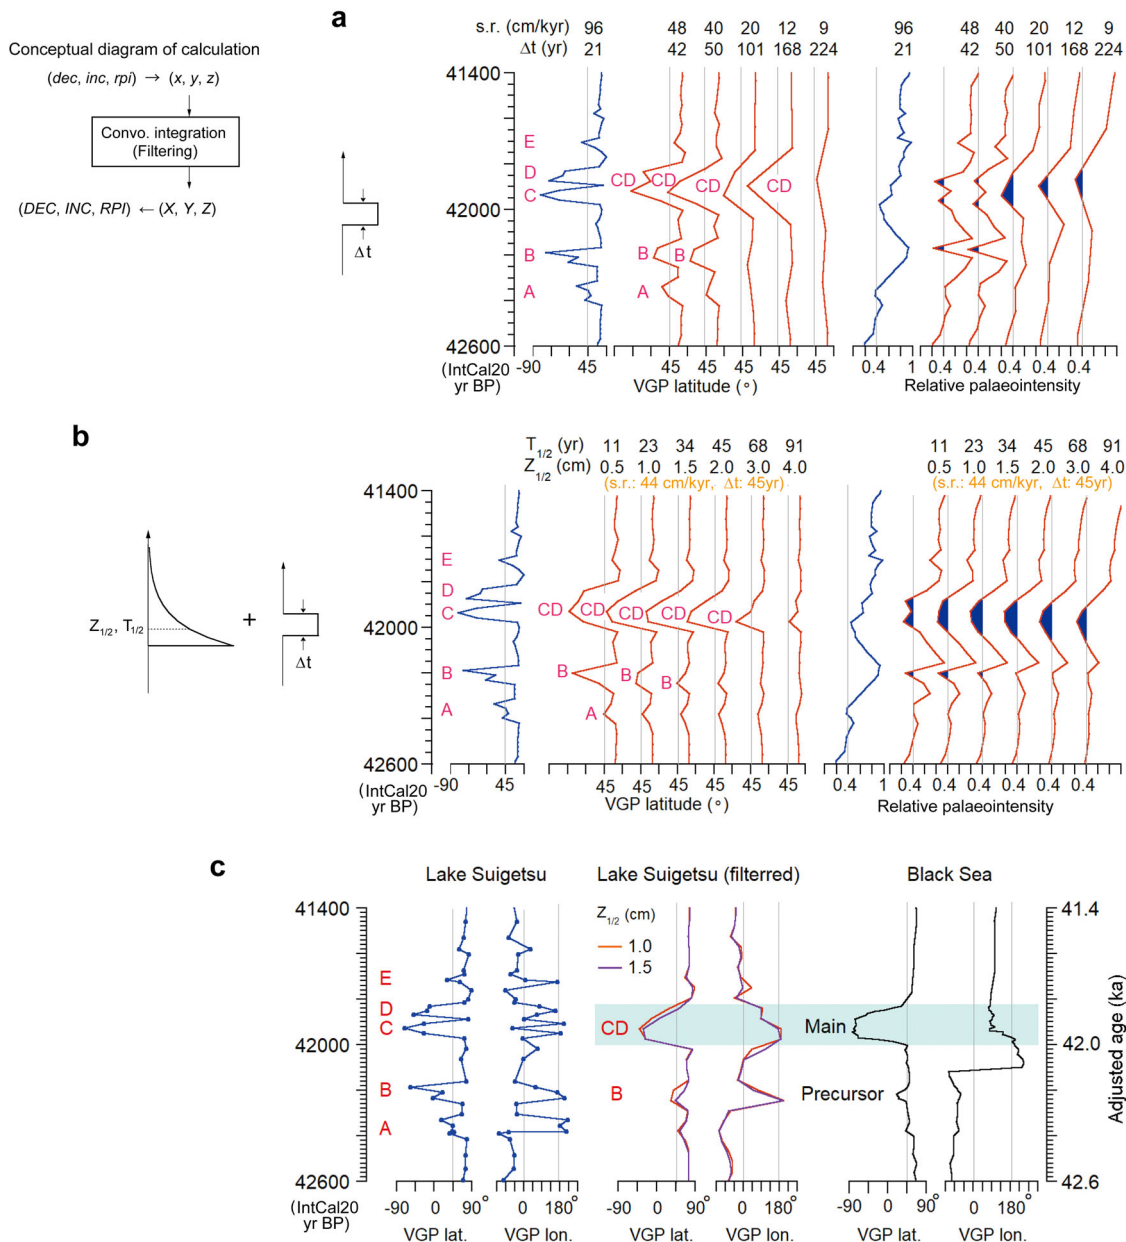 a
Conceptual diagram of calculation
(dec, inc, rpi) → (x, y, z)
Convo. integration
(Filtering)
(DEC, INC, RPI) ← (X, Y, Z)
Δt
s.r. (cm/kyr) 96 48 40 20 12 9 96 48 40 20 12 9
Δt (yr) 21 42 50 101 168 224 21 42 50 101 168 224
41400
E
D
CD CD CD CD
C
42000
B B B
A A
42600
(IntCal20
yr BP)
-90 45 45 45 45 45 45 0.4 1 0.4 0.4 0.4 0.4 0.4
VGP latitude (°) Relative palaeointensity
b
T1/2 (yr) 11 23 34 45 68 91 11 23 34 45 68 91
Z1/2 (cm) 0.5 1.0 1.5 2.0 3.0 4.0 0.5 1.0 1.5 2.0 3.0 4.0
(s.r.: 44 cm/kyr, Δt: 45yr) (s.r.: 44 cm/kyr, Δt: 45yr)
41400
E
D
C CD CD CD CD CD
Z1/2, T1/2 + Δt
42000
B B B B
A A
42600
(IntCal20
yr BP)
-90 45 45 45 45 45 45 45 0.4 1 0.4 0.4 0.4 0.4 0.4 0.4
VGP latitude (°) Relative palaeointensity
c
Lake Suigetsu Lake Suigetsu (filterred) Black Sea
41400 41.4
Z1/2 (cm)
1.0
1.5
E
D
C CD Main
42000 42.0
B B Precursor
A
Adjusted age (ka)
42600 42.6
(IntCal20
yr BP)
-90 0 90° 0 180° -90 0 90° 0 180° -90 0 90° 0 180°
VGP lat. VGP lon. VGP lat. VGP lon. VGP lat. VGP lon.